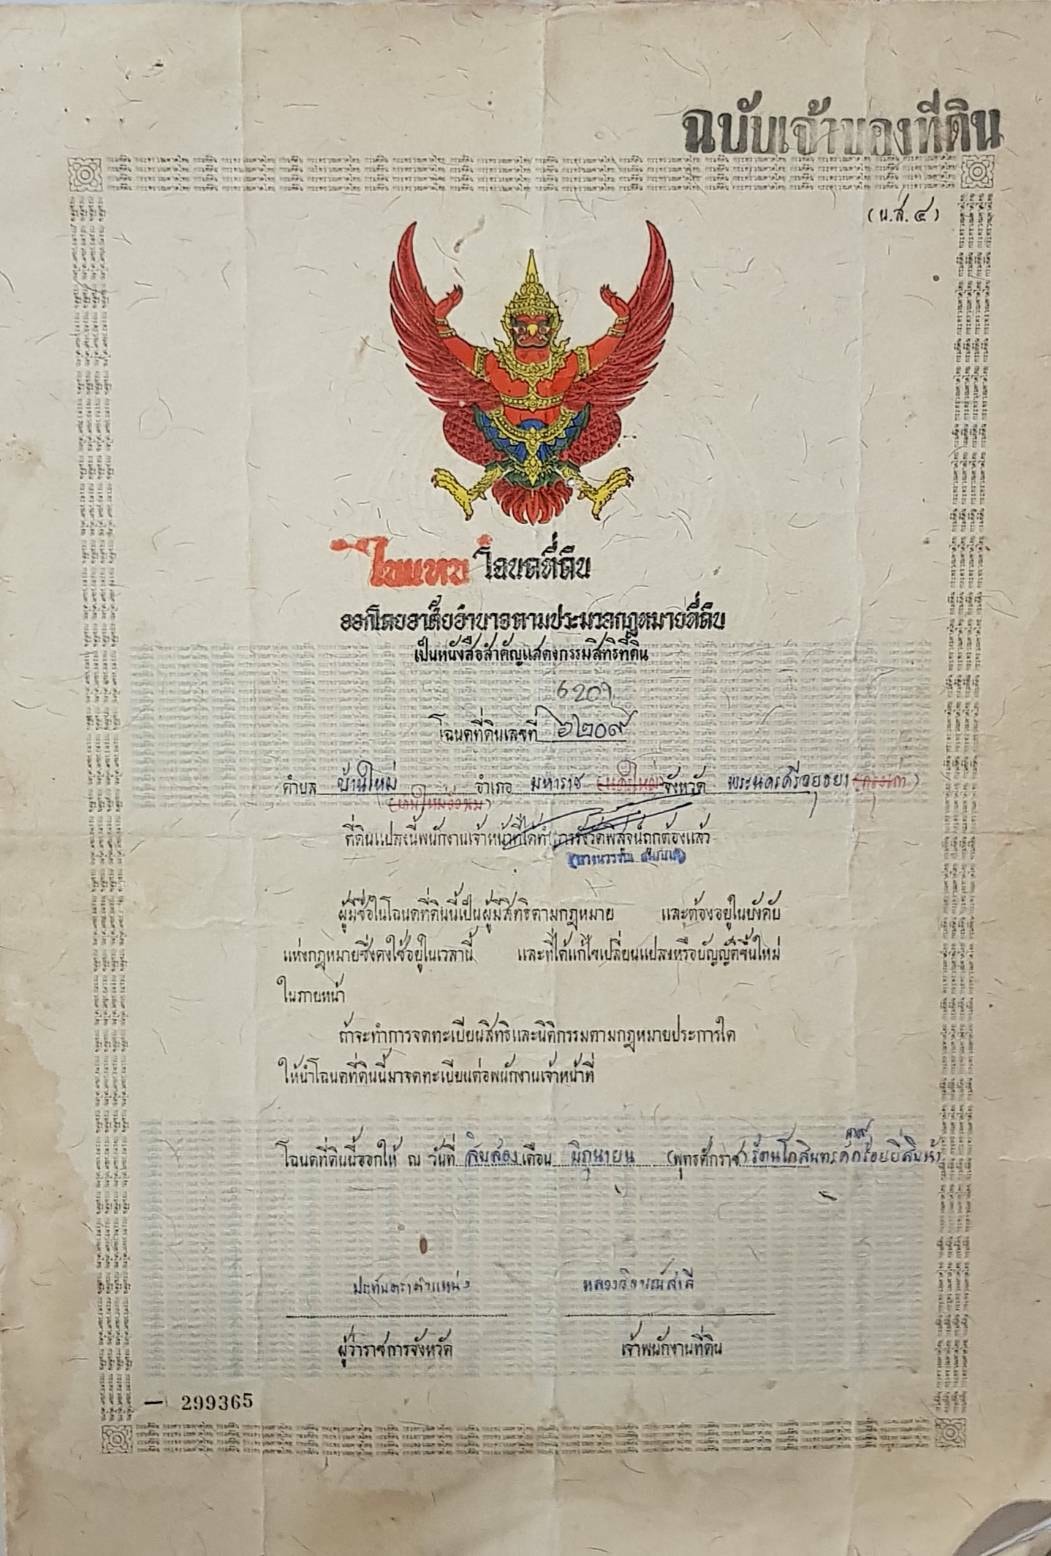 ฉบับเจ้าของที่ดิน
(น.ส.๔)
ใบแทน โฉนดที่ดิน
ออกโดยอาศัยอำนาจตามประมวลกฎหมายที่ดิน
เป็นหนังสือสำคัญแสดงกรรมสิทธิ์ที่ดิน
6209
โฉนดที่ดินเลขที่ ๖๒๐๙
ตำบล บ้านใหม่ อำเภอ มหาราช (นครใหญ่) จังหวัด พระนครศรีอยุธยา (กรุงเก่า)
ที่ดินแปลงนี้พนักงานเจ้าหน้าที่ได้ทำการรังวัดพิสูจน์ถูกต้องแล้ว
ผู้มีชื่อในโฉนดที่ดินนี้เป็นผู้มีสิทธิตามกฎหมาย และต้องอยู่ในบังคับ
แห่งกฎหมายซึ่งคงใช้อยู่ในเวลานี้ และที่ได้แก้ไขเปลี่ยนแปลงหรือบัญญัติขึ้นใหม่
ในภายหน้า
ถ้าจะทำการจดทะเบียนสิทธิและนิติกรรมตามกฎหมายประการใด
ให้นำโฉนดที่ดินนี้มาจดทะเบียนต่อพนักงานเจ้าหน้าที่
โฉนดที่ดินนี้ออกให้ ณ วันที่ สิบสอง เดือน มิถุนายน (พุทธศักราช) รัตนโกสินทร์ศก ร้อยยี่สิบห้า
ประทับตราตำแหน่ง
ผู้ว่าราชการจังหวัด เจ้าพนักงานที่ดิน
299365